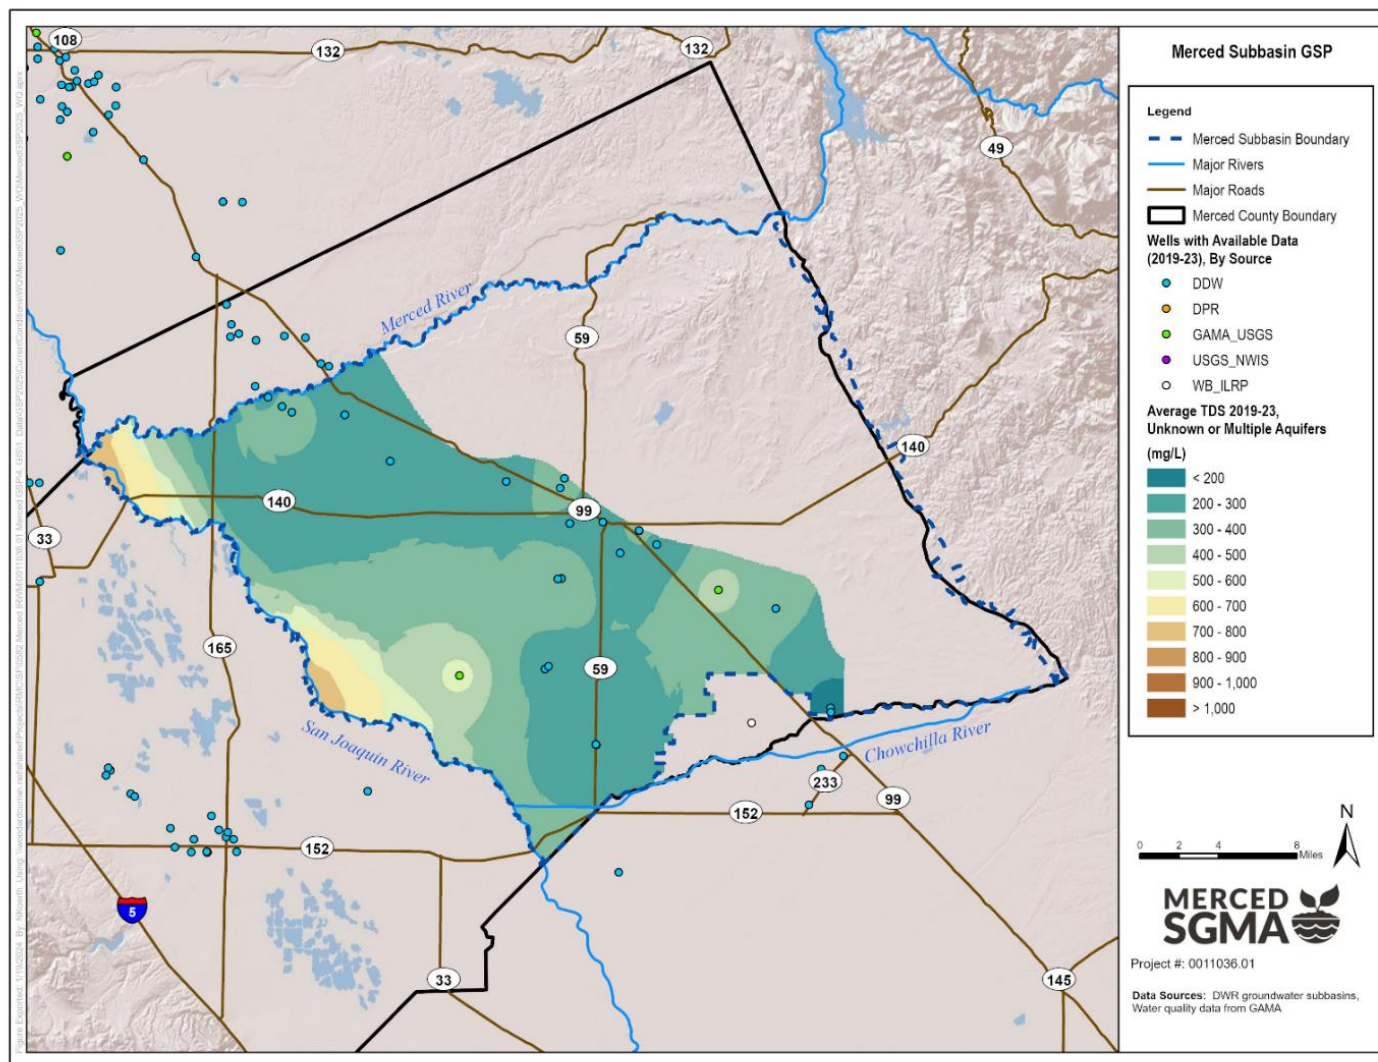 Merced Subbasin GSP
Legend
Merced Subbasin Boundary
Major Rivers
Major Roads
Merced County Boundary
Wells with Available Data
(2019-23), By Source
DDW
DPR
GAMA_USGS
USGS_NWIS
WB_ILRP
Average TDS 2019-23,
Unknown or Multiple Aquifers
(mg/L)
< 200
200 - 300
300 - 400
400 - 500
500 - 600
600 - 700
700 - 800
800 - 900
900 - 1,000
> 1,000
N
0 2 4 8
Miles
MERCED
SGMA
Project #: 0011036.01
Data Sources: DWR groundwater subbasins,
Water quality data from GAMA
108
132
132
49
Merced River
59
140
140
99
33
165
59
San Joaquin River
Chowchilla River
233
99
152
152
5
33
145